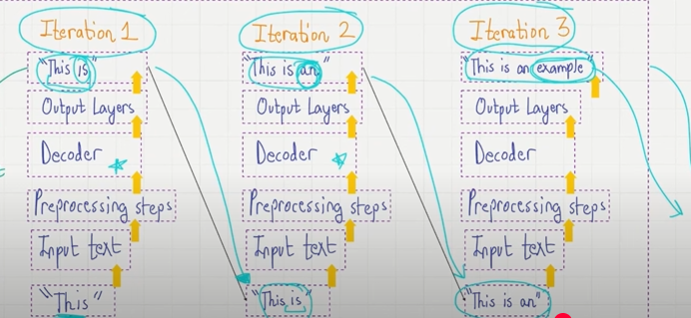 Iteration 1
"This is"
Output Layers
Decoder
Preprocessing steps
Input text
"This"
Iteration 2
"This is an"
Output Layers
Decoder
Preprocessing steps
Input text
"This is"
Iteration 3
"This is an example"
Output Layers
Decoder
Preprocessing steps
Input text
"This is an"